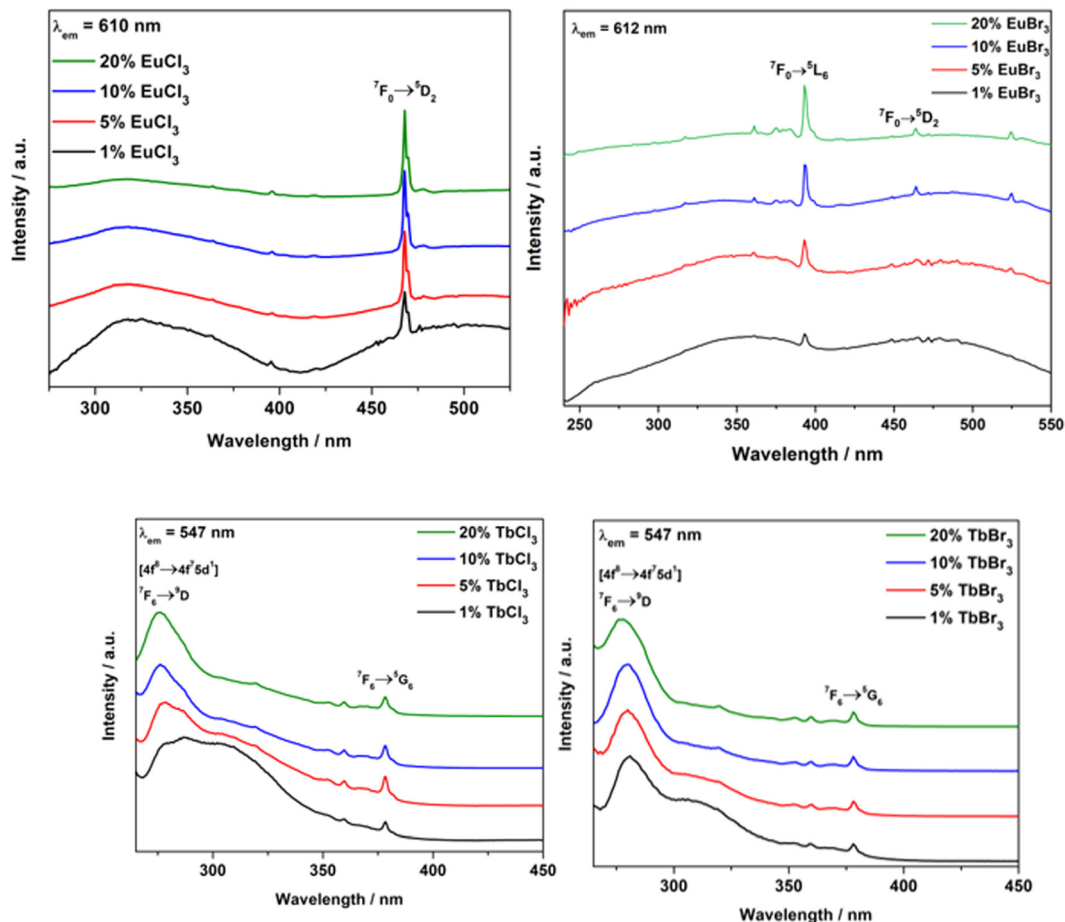 λem = 610 nm
20% EuCl3
10% EuCl3
5% EuCl3
1% EuCl3
7F0→5D2
Intensity / a.u.
300 350 400 450 500
Wavelength / nm
λem = 612 nm
20% EuBr3
10% EuBr3
5% EuBr3
1% EuBr3
7F0→5L6
7F0→5D2
Intensity / a.u.
250 300 350 400 450 500 550
Wavelength / nm
λem = 547 nm
[4f8→4f75d1]
7F6→9D
20% TbCl3
10% TbCl3
5% TbCl3
1% TbCl3
7F6→5G6
Intensity / a.u.
300 350 400 450
Wavelength / nm
λem = 547 nm
[4f8→4f75d1]
7F6→9D
20% TbBr3
10% TbBr3
5% TbBr3
1% TbBr3
7F6→5G6
Intensity / a.u.
300 350 400 450
Wavelength / nm